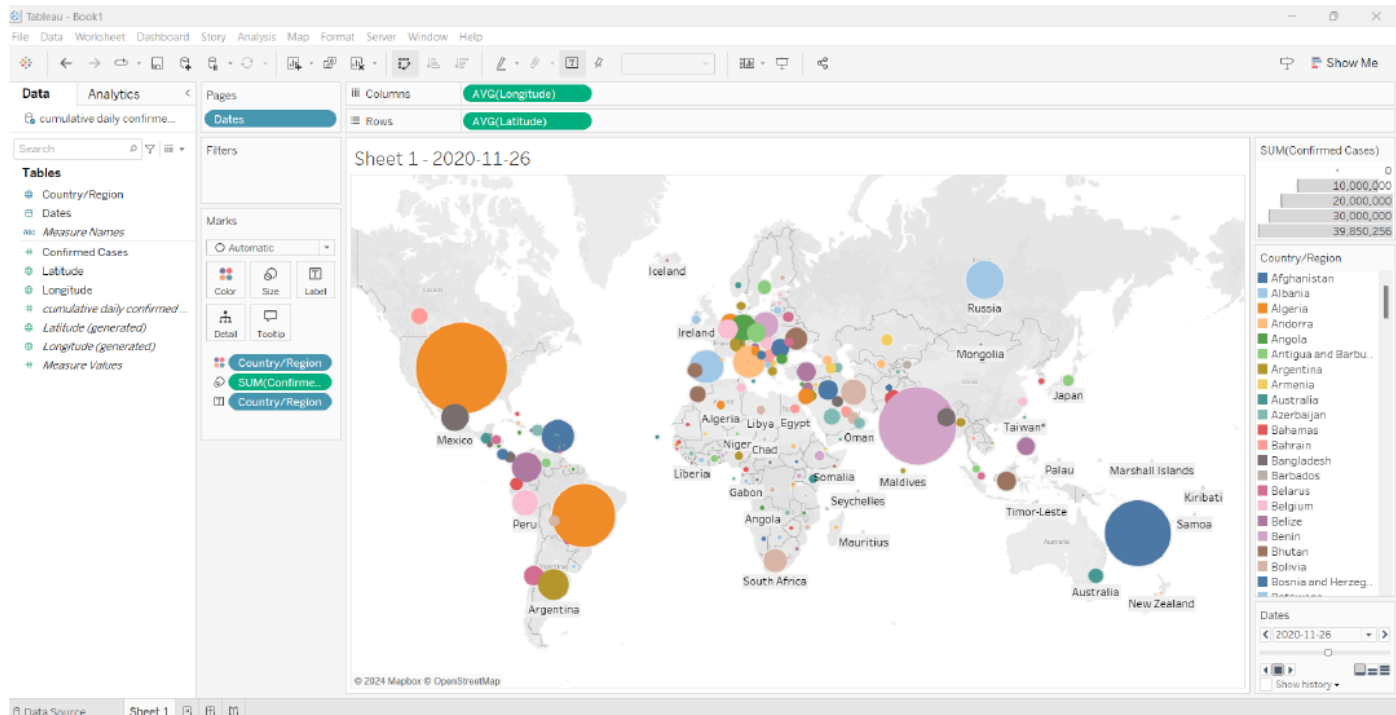 Tableau - Book1
File Data Worksheet Dashboard Story Analysis Map Format Server Window Help
Show Me
Data Analytics
cumulative daily confirme...
Search
Tables
Country/Region
Dates
Abc Measure Names
Confirmed Cases
Latitude
Longitude
cumulative daily confirmed ...
Latitude (generated)
Longitude (generated)
Measure Values
Pages
Dates
Filters
Marks
Automatic
Color Size Label
Detail Tooltip
Country/Region
SUM(Confirme..
Country/Region
Columns AVG(Longitude)
Rows AVG(Latitude)
Sheet 1 - 2020-11-26
Iceland
Canada
Russia
Ireland
Mongolia
Japan
Mexico
Algeria Libya Egypt
Oman
Taiwan*
Niger Chad
Liberia
Somalia
Maldives
Palau
Marshall Islands
Gabon
Seychelles
Kiribati
Peru
Angola
Timor-Leste
Samoa
Mauritius
Australia
South Africa
Australia
New Zealand
Argentina
© 2024 Mapbox © OpenStreetMap
SUM(Confirmed Cases)
0
10,000,000
20,000,000
30,000,000
39,850,256
Country/Region
Afghanistan
Albania
Algeria
Andorra
Angola
Antigua and Barbu..
Argentina
Armenia
Australia
Azerbaijan
Bahamas
Bahrain
Bangladesh
Barbados
Belarus
Belgium
Belize
Benin
Bhutan
Bolivia
Bosnia and Herzeg..
Dates
2020-11-26
Show history
Data Source Sheet 1